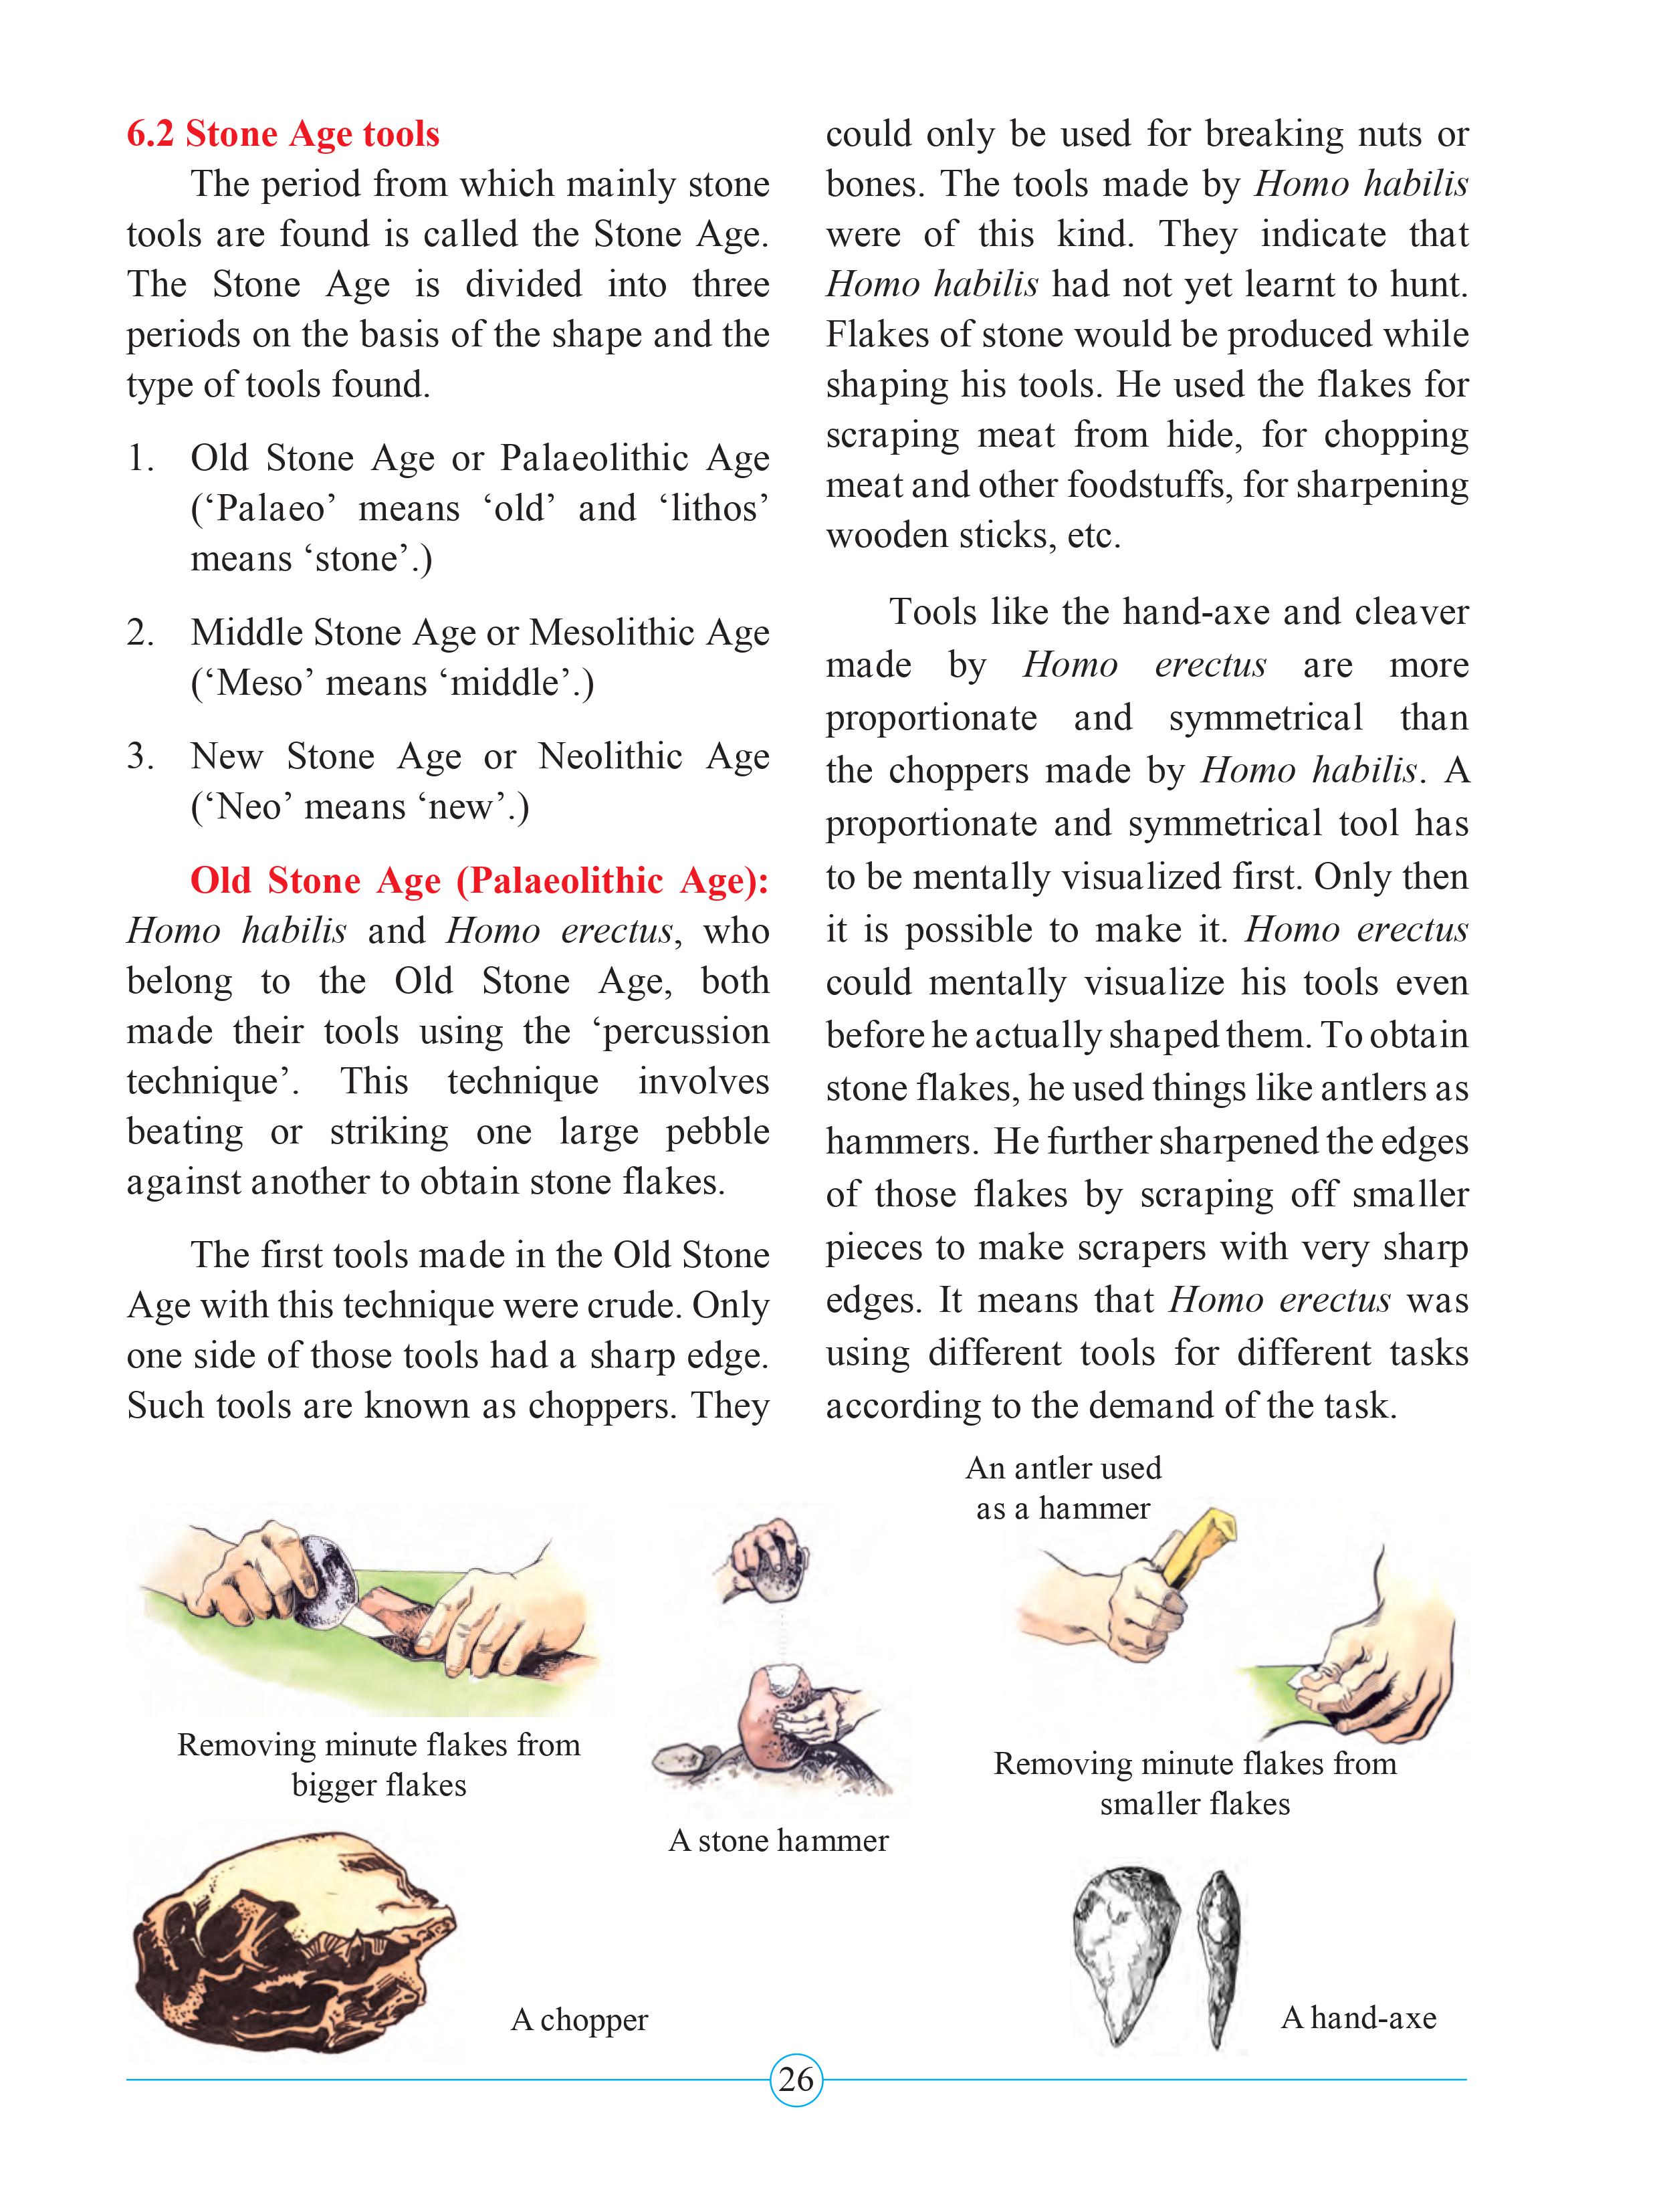 6.2 Stone Age tools
The period from which mainly stone
tools are found is called the Stone Age.
The Stone Age is divided into three
periods on the basis of the shape and the
type of tools found.
1. Old Stone Age or Palaeolithic Age
(‘Palaeo’ means ‘old’ and ‘lithos’
means ‘stone’.)
2. Middle Stone Age or Mesolithic Age
(‘Meso’ means ‘middle’.)
3. New Stone Age or Neolithic Age
(‘Neo’ means ‘new’.)
Old Stone Age (Palaeolithic Age):
Homo habilis and Homo erectus, who
belong to the Old Stone Age, both
made their tools using the ‘percussion
technique’. This technique involves
beating or striking one large pebble
against another to obtain stone flakes.
The first tools made in the Old Stone
Age with this technique were crude. Only
one side of those tools had a sharp edge.
Such tools are known as choppers. They
could only be used for breaking nuts or
bones. The tools made by Homo habilis
were of this kind. They indicate that
Homo habilis had not yet learnt to hunt.
Flakes of stone would be produced while
shaping his tools. He used the flakes for
scraping meat from hide, for chopping
meat and other foodstuffs, for sharpening
wooden sticks, etc.
Tools like the hand-axe and cleaver
made by Homo erectus are more
proportionate and symmetrical than
the choppers made by Homo habilis. A
proportionate and symmetrical tool has
to be mentally visualized first. Only then
it is possible to make it. Homo erectus
could mentally visualize his tools even
before he actually shaped them. To obtain
stone flakes, he used things like antlers as
hammers. He further sharpened the edges
of those flakes by scraping off smaller
pieces to make scrapers with very sharp
edges. It means that Homo erectus was
using different tools for different tasks
according to the demand of the task.
An antler used
as a hammer
Removing minute flakes from
bigger flakes
A stone hammer
Removing minute flakes from
smaller flakes
A chopper
A hand-axe
26